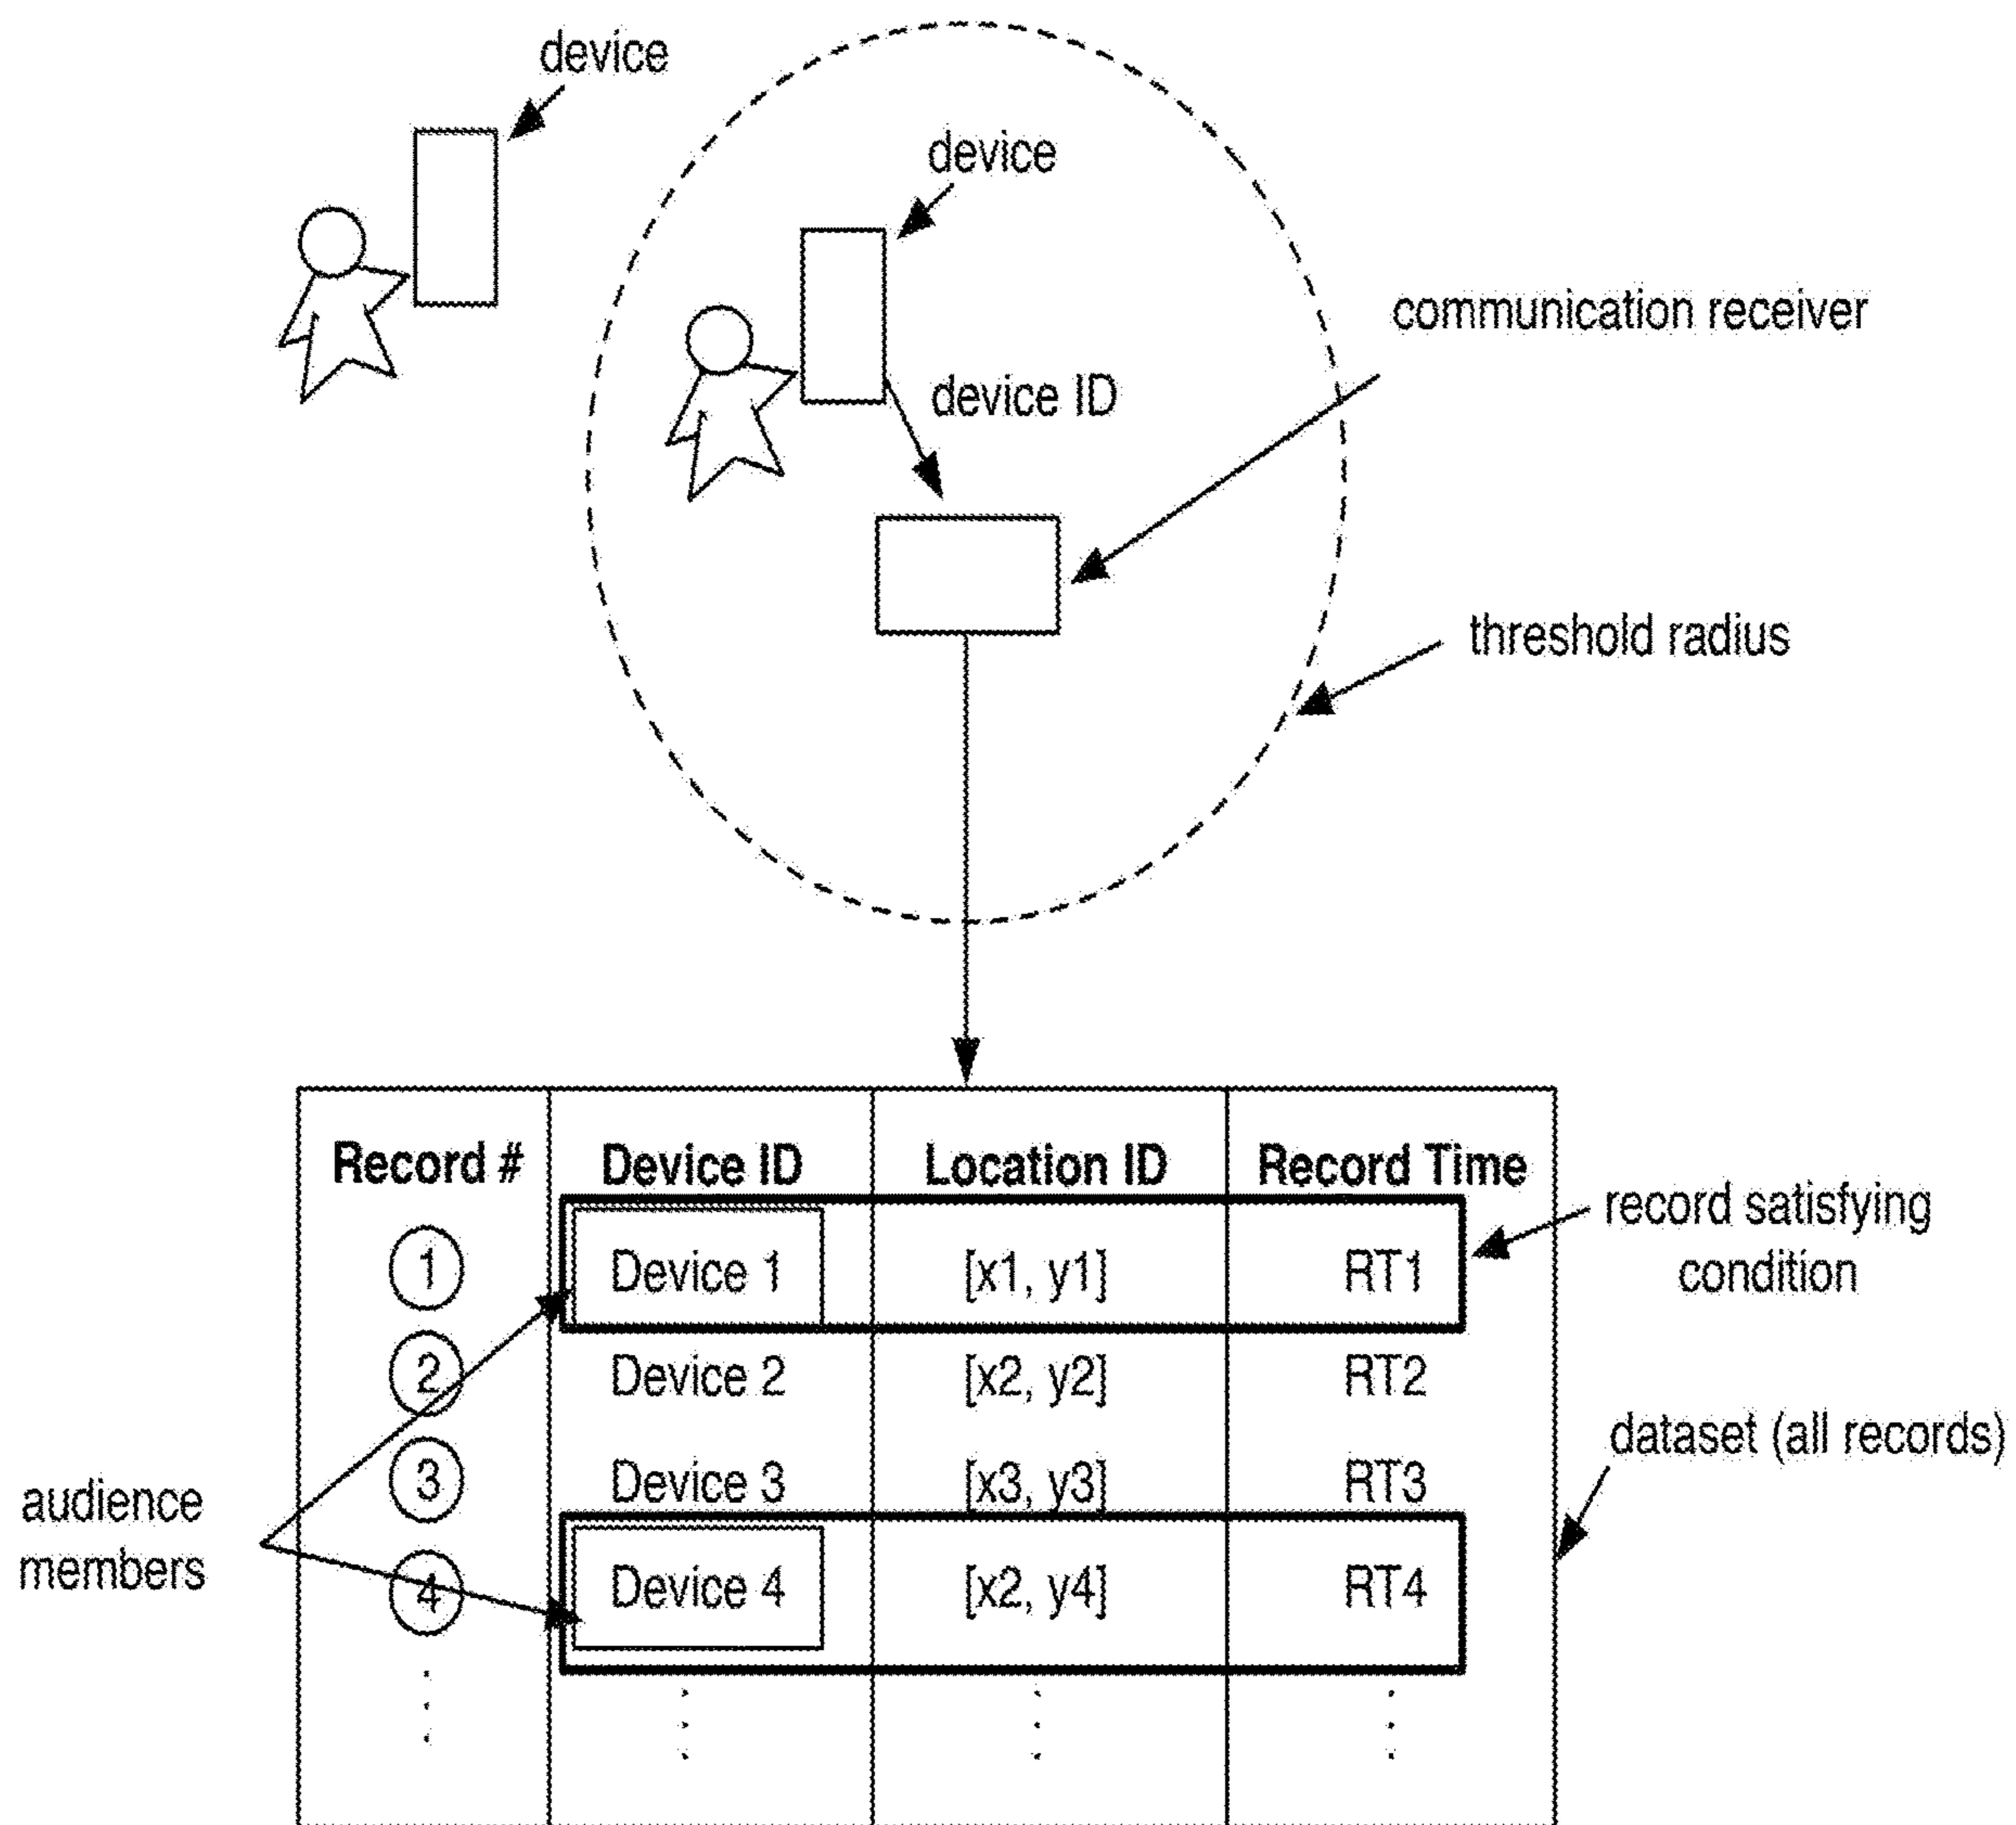 device
device
communication receiver
device ID
threshold radius
Record # Device ID Location ID Record Time
record satisfying
condition
1 Device 1 [x1, y1] RT1
2 Device 2 [x2, y2] RT2
dataset (all records)
3 Device 3 [x3, y3] RT3
audience
members
4 Device 4 [x2, y4] RT4